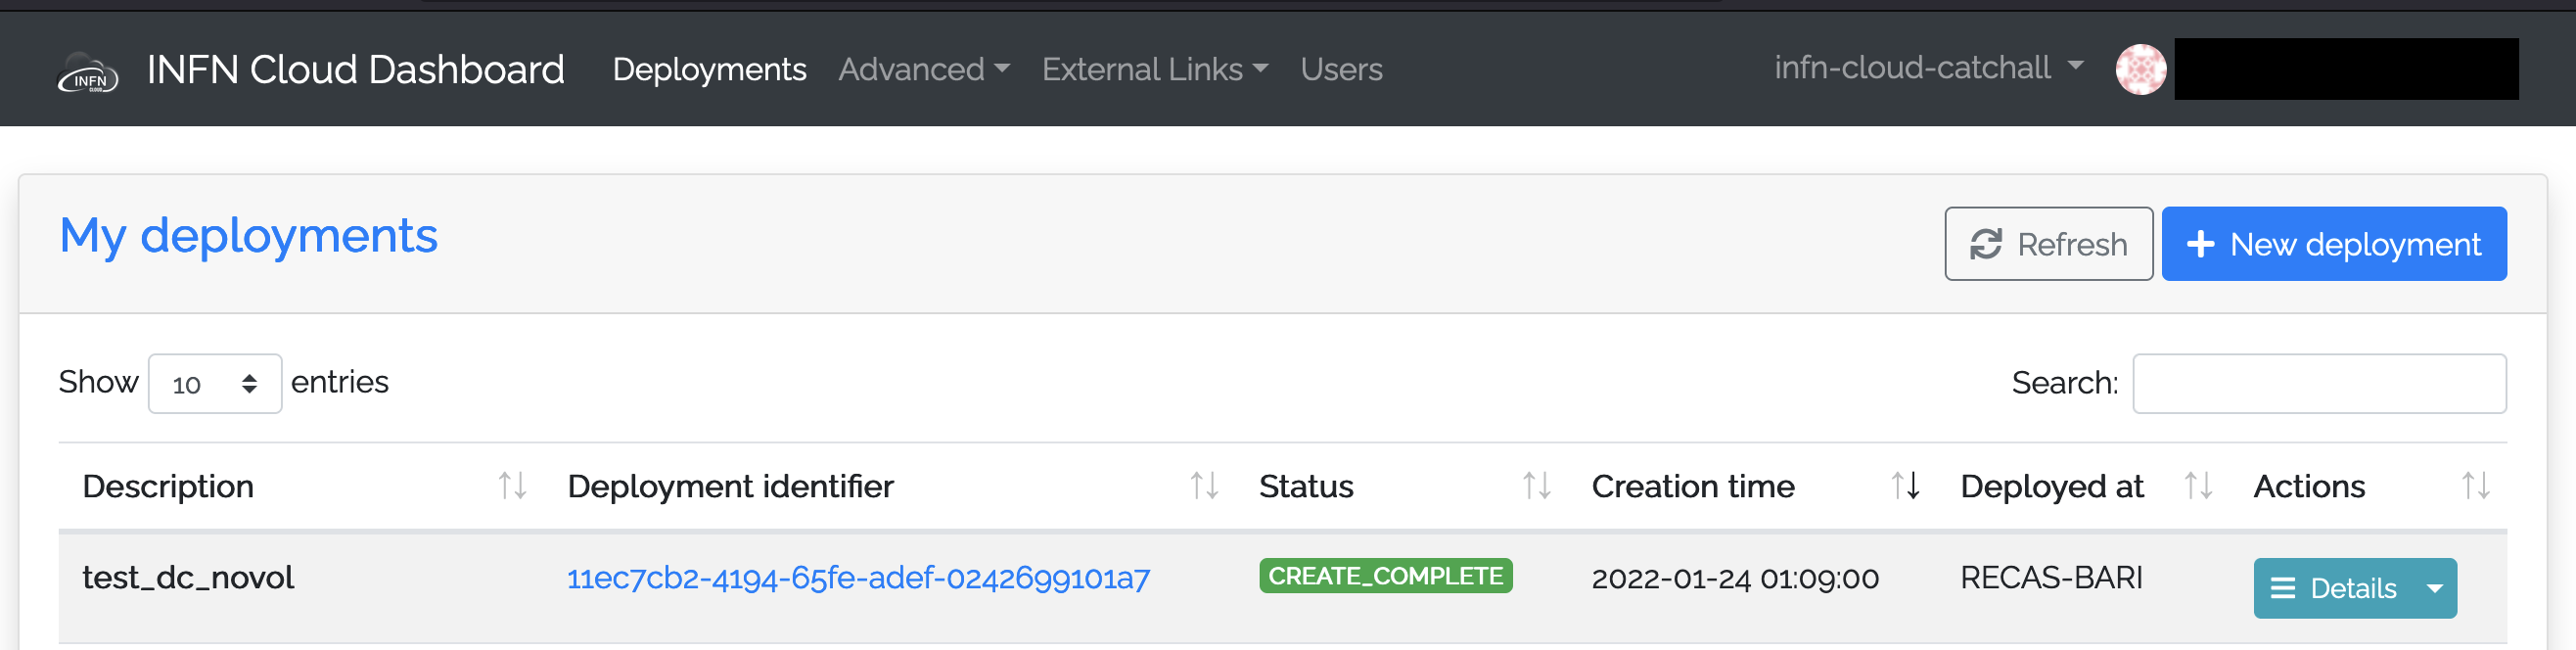 INFN CLOUD INFN Cloud Dashboard Deployments Advanced External Links Users infn-cloud-catchall
My deployments Refresh New deployment
Show 10 entries Search:
Description Deployment identifier Status Creation time Deployed at Actions
test_dc_novol 11ec7cb2-4194-65fe-adef-0242699101a7 CREATE_COMPLETE 2022-01-24 01:09:00 RECAS-BARI Details